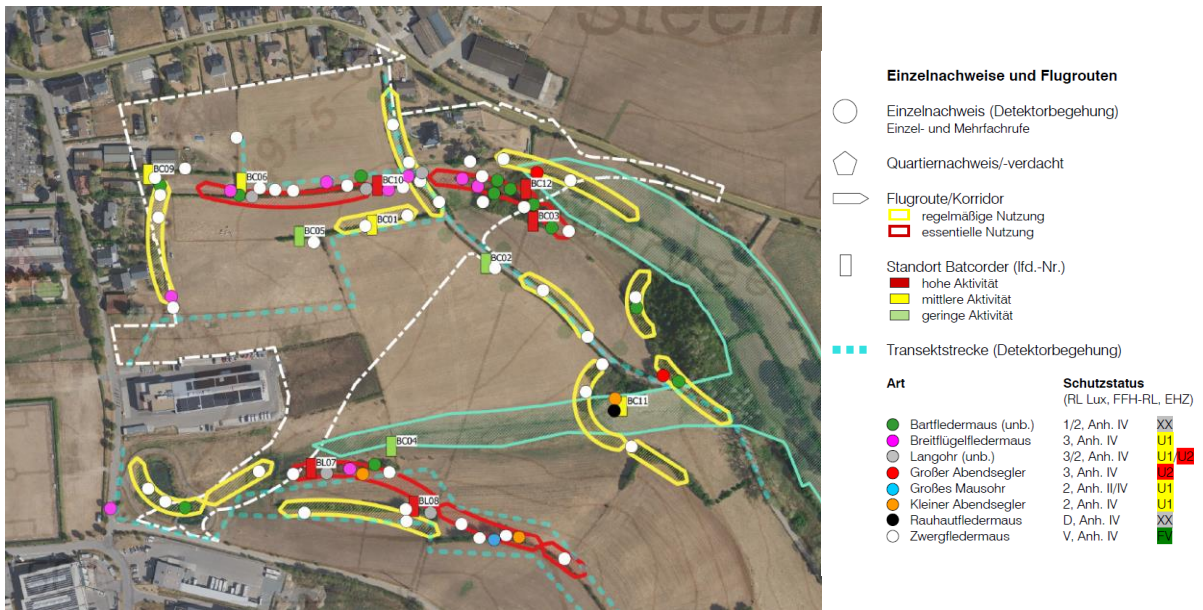 Steern
197.5
BC09
BC06
BC10
BC12
BC01
BC03
BC05
BC02
BC11
BC04
BL07
BL08
Einzelnachweise und Flugrouten
Einzelnachweis (Detektorbegehung)
Einzel- und Mehrfachrufe
Quartiernachweis/-verdacht
Flugroute/Korridor
regelmäßige Nutzung
essentielle Nutzung
Standort Batcorder (lfd.-Nr.)
hohe Aktivität
mittlere Aktivität
geringe Aktivität
Transektstrecke (Detektorbegehung)
Art Schutzstatus
(RL Lux, FFH-RL, EHZ)
Bartfledermaus (unb.) 1/2, Anh. IV XX
Breitflügelfledermaus 3, Anh. IV U1
Langohr (unb.) 3/2, Anh. IV U1/U2
Großer Abendsegler 3, Anh. IV U2
Großes Mausohr 2, Anh. II/IV U1
Kleiner Abendsegler 2, Anh. IV U1
Rauhautfledermaus D, Anh. IV XX
Zwergfledermaus V, Anh. IV FV